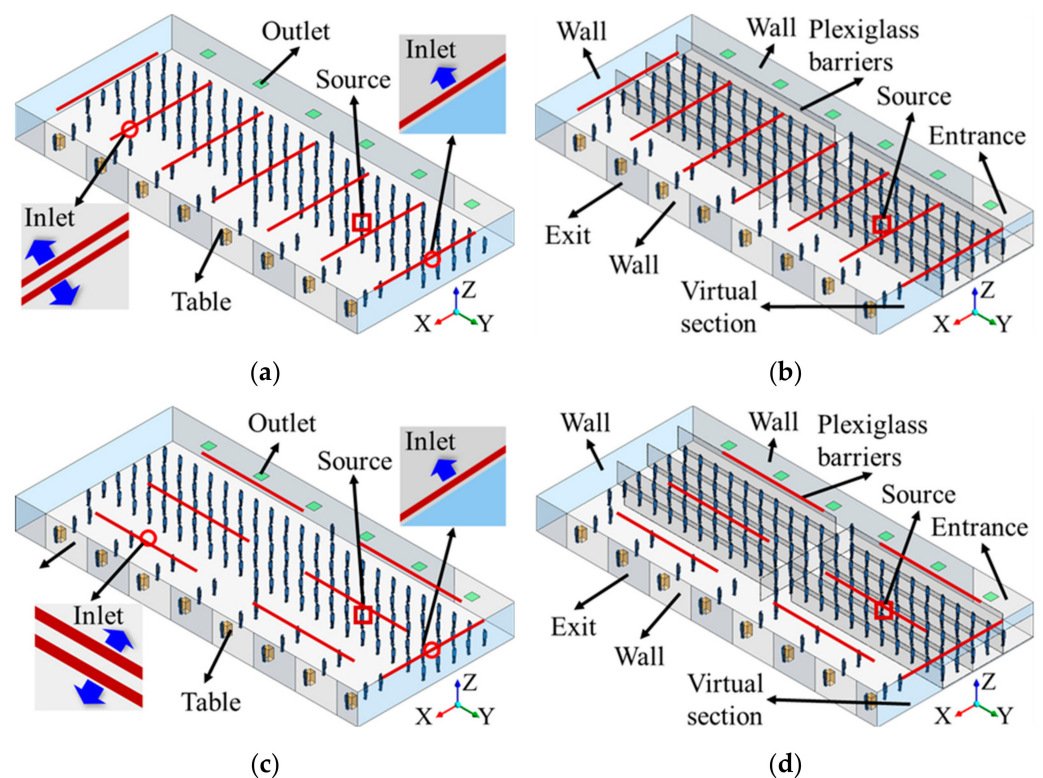 Outlet
Inlet
Source
Inlet
Table
Z
X
Y
(a)
Wall
Wall
Plexiglass
barriers
Source
Entrance
Exit
Wall
Virtual
section
Z
X
Y
(b)
Outlet
Inlet
Source
Inlet
Table
Z
X
Y
(c)
Wall
Wall
Plexiglass
barriers
Source
Entrance
Exit
Wall
Virtual
section
Z
X
Y
(d)